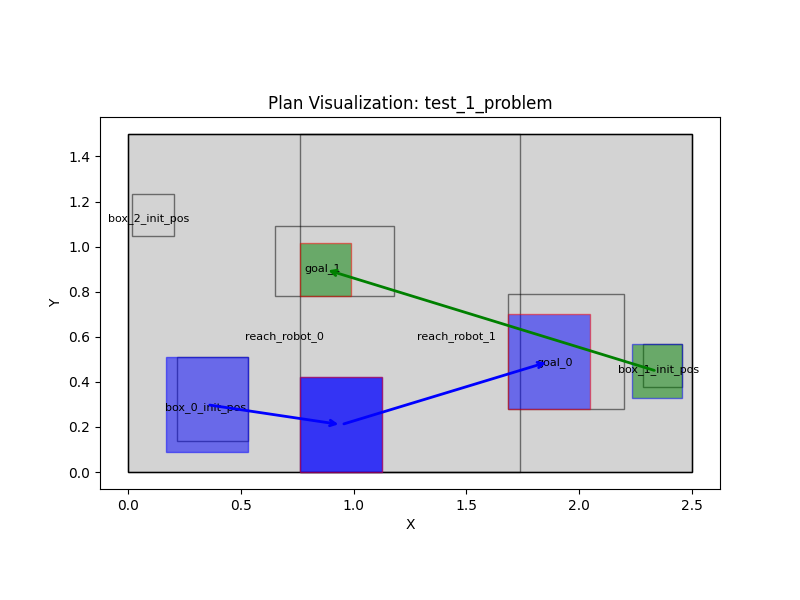 Plan Visualization: test_1_problem
Y
1.4
1.2
1.0
0.8
0.6
0.4
0.2
0.0
box_2_init_pos
goal_1
reach_robot_0
reach_robot_1
goal_0
box_1_init_pos
box_0_init_pos
0.0 0.5 1.0 1.5 2.0 2.5
X